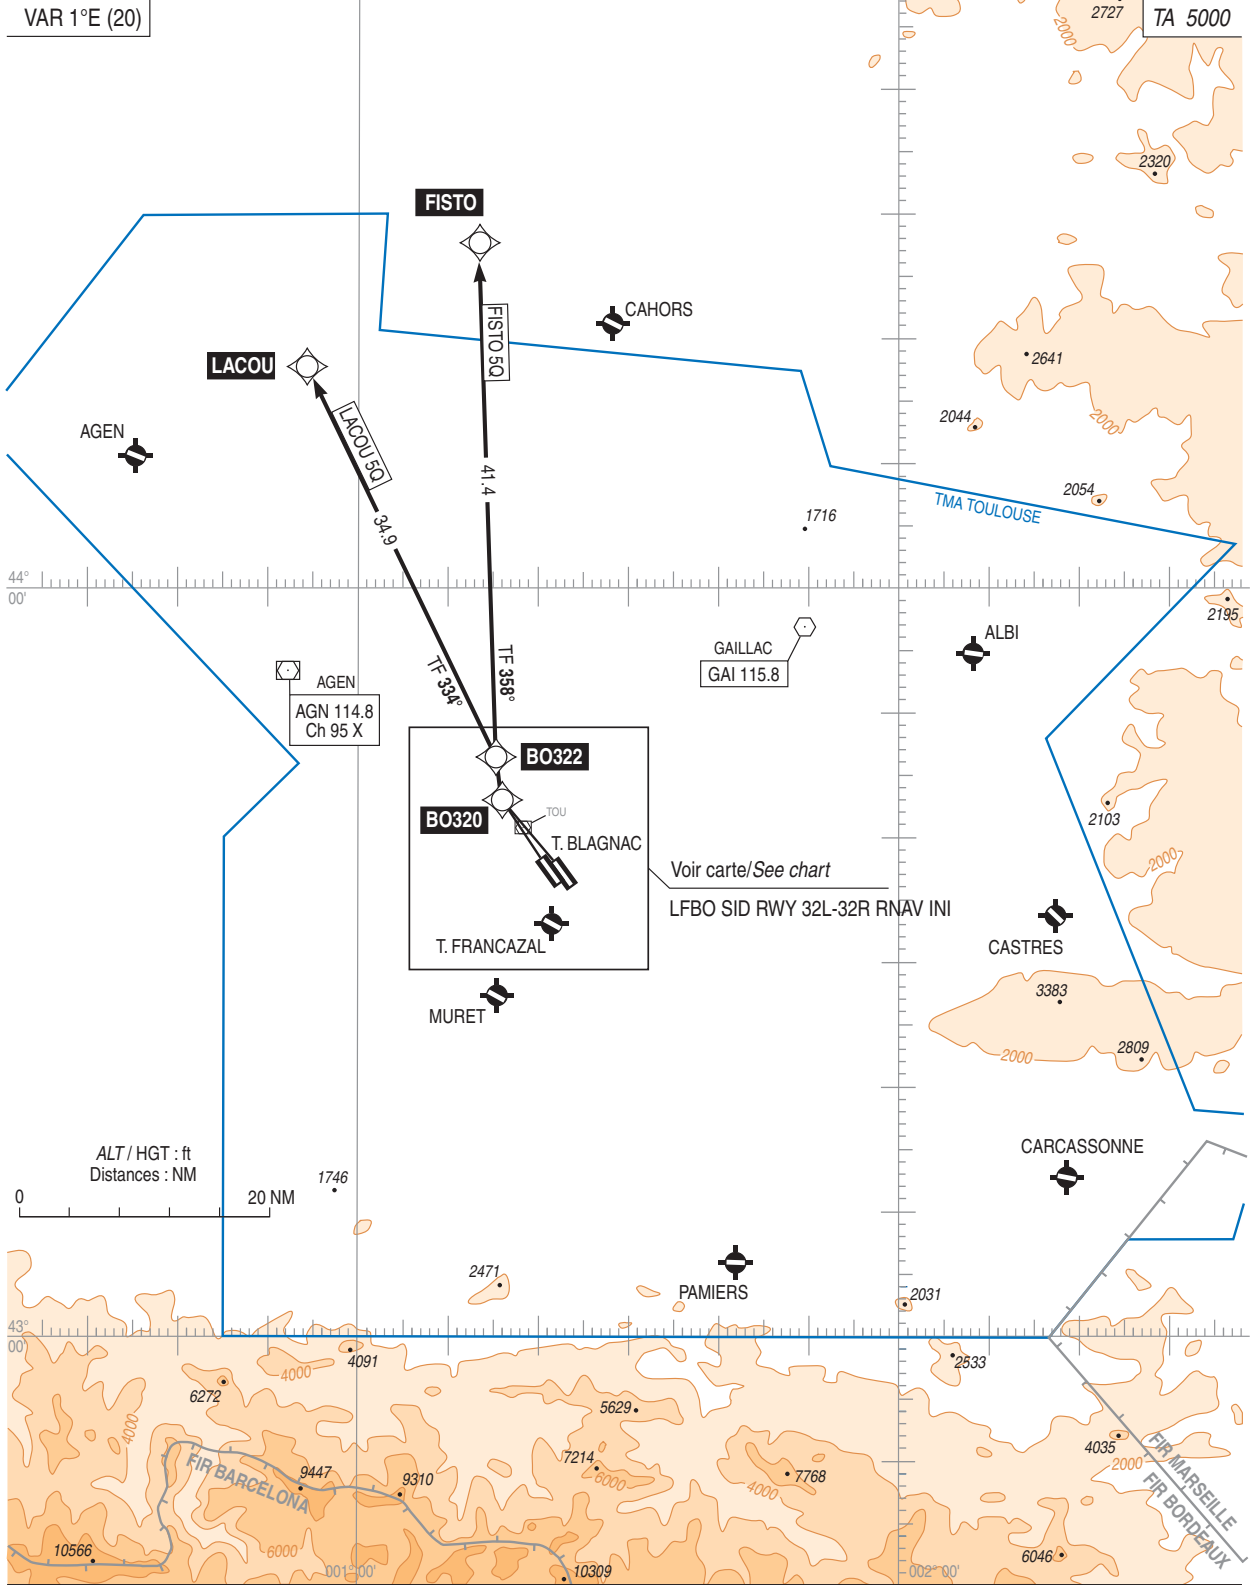 VAR 1°E (20)
TA 5000
2727
2000
2320
FISTO
CAHORS
FISTO 5Q
LACOU
2641
LACOU 5Q
2044
2000
AGEN
41.4
2054
TMA TOULOUSE
1716
34.9
44°
00'
2195
ALBI
GAILLAC
GAI 115.8
TF 334°
TF 358°
AGEN
AGN 114.8
Ch 95 X
BO322
BO320
TOU
2103
T. BLAGNAC
2000
Voir carte/See chart
LFBO SID RWY 32L-32R RNAV INI
T. FRANCAZAL
CASTRES
3383
MURET
2809
2000
ALT / HGT : ft
Distances : NM
CARCASSONNE
1746
0
20 NM
2471
PAMIERS
2031
43°
00'
4091
2533
4000
6272
5629
4000
4035
FIR MARSEILLE
FIR BORDEAUX
2000
7214
7768
6000
4000
FIR BARCELONA
9447
9310
10566
6000
6046
001°00'
10309
002°00'